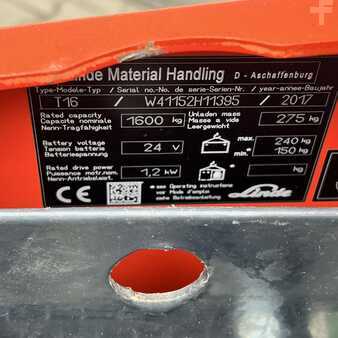 Linde Material Handling D - Aschaffenburg
Type-Modele-Typ / Serial no.-No. de serie-Serien-Nr. / year-annee-Baujahr
T16 / W41152H11395 / 2017
Rated capacity
Capacite nominale
Nenn-Tragfähigkeit
1600 kg
Unladen mass
Masse a vide
Leergewicht
275 kg
Battery voltage
Tension batterie
Batteriespannung
24 V
max. 240 kg
min. 150 kg
Rated drive power
Puissance motr.nom.
Nenn-Antriebsleist.
1,2 kW
CE
see Operating instructions
voir Mode d'emploi
siehe Betriebsanleitung
Linde